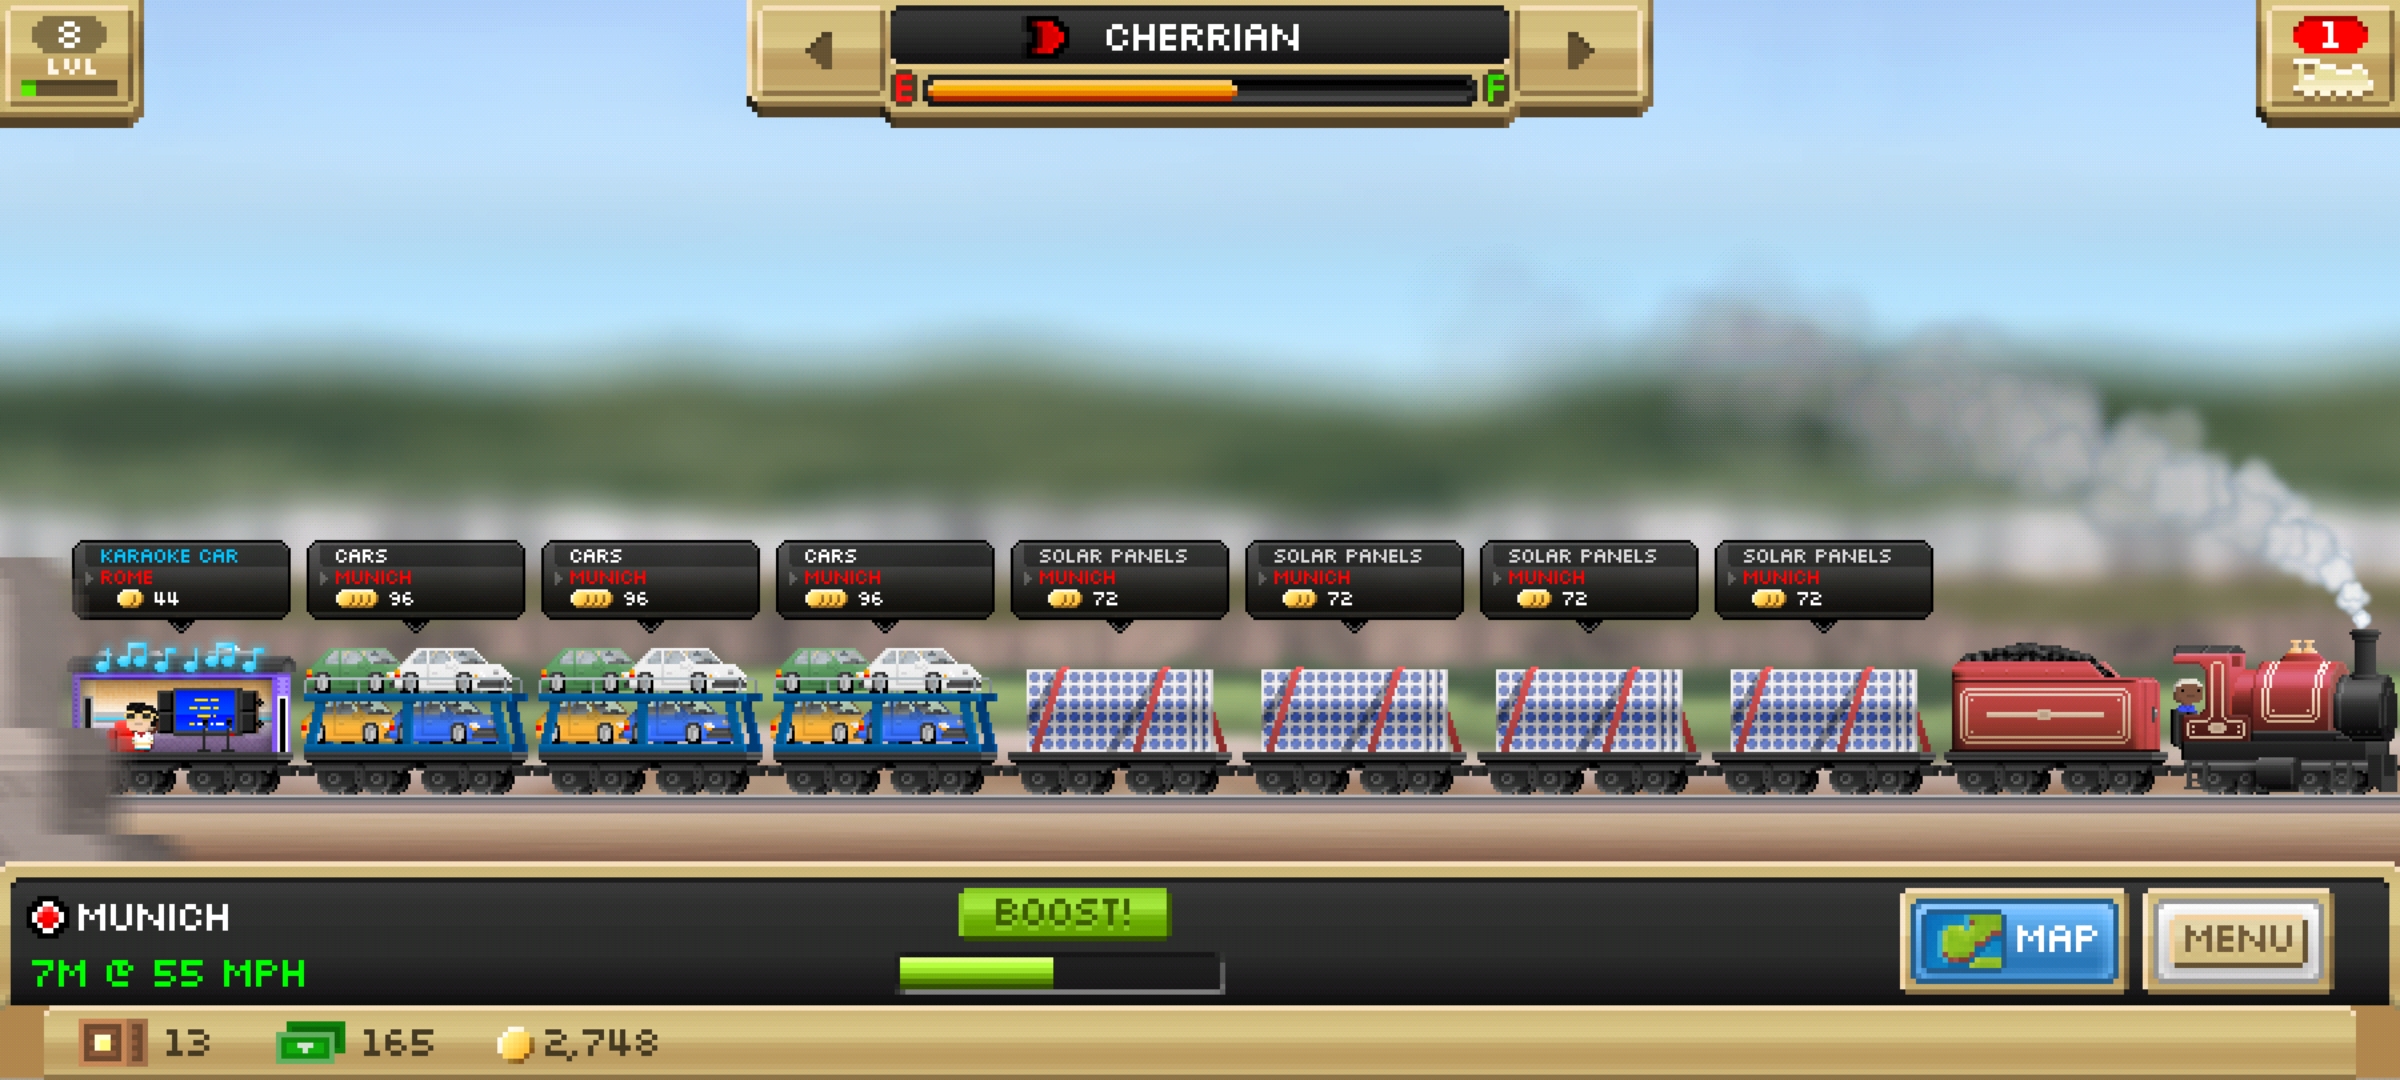 8
LVL
CHERRIAN
E F
1
KARAOKE CAR
ROME
44
CARS
MUNICH
96
CARS
MUNICH
96
CARS
MUNICH
96
SOLAR PANELS
MUNICH
72
SOLAR PANELS
MUNICH
72
SOLAR PANELS
MUNICH
72
SOLAR PANELS
MUNICH
72
MUNICH
7M @ 55 MPH
BOOST!
MAP
MENU
13
165
2,748